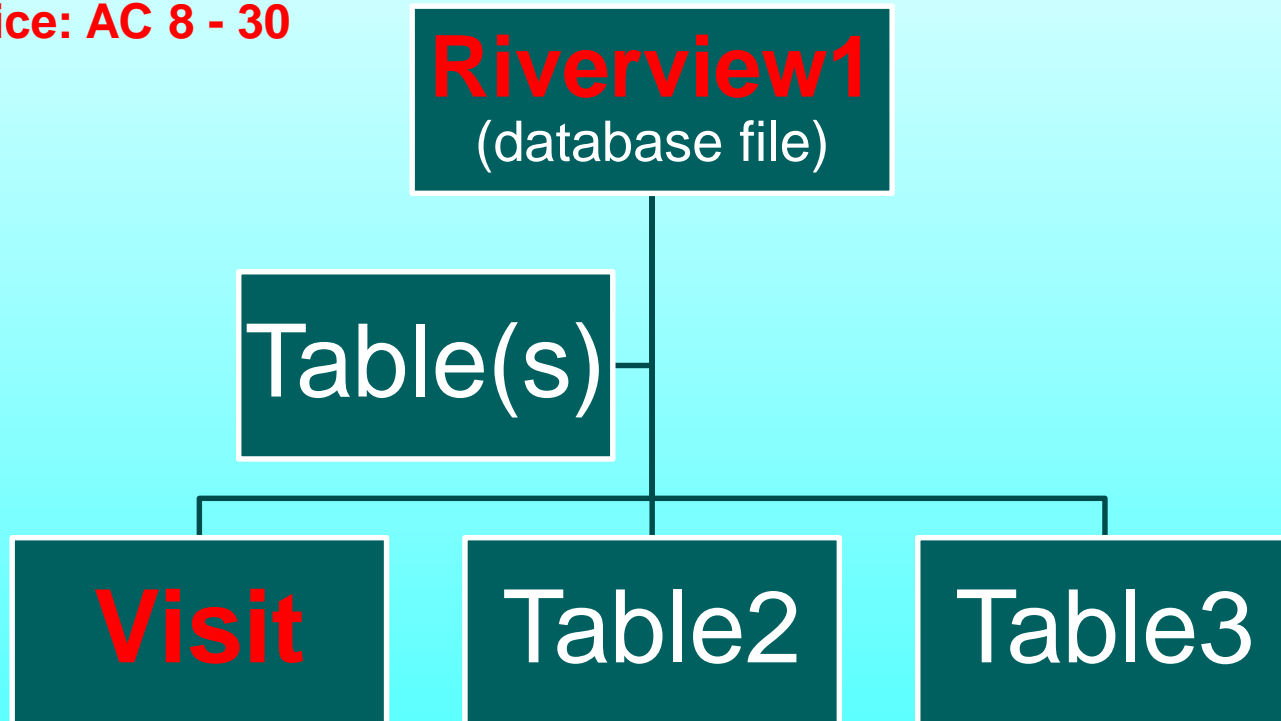 ice: AC 8 - 30
Riverview1
(database file)
Table(s)
Visit
Table2
Table3